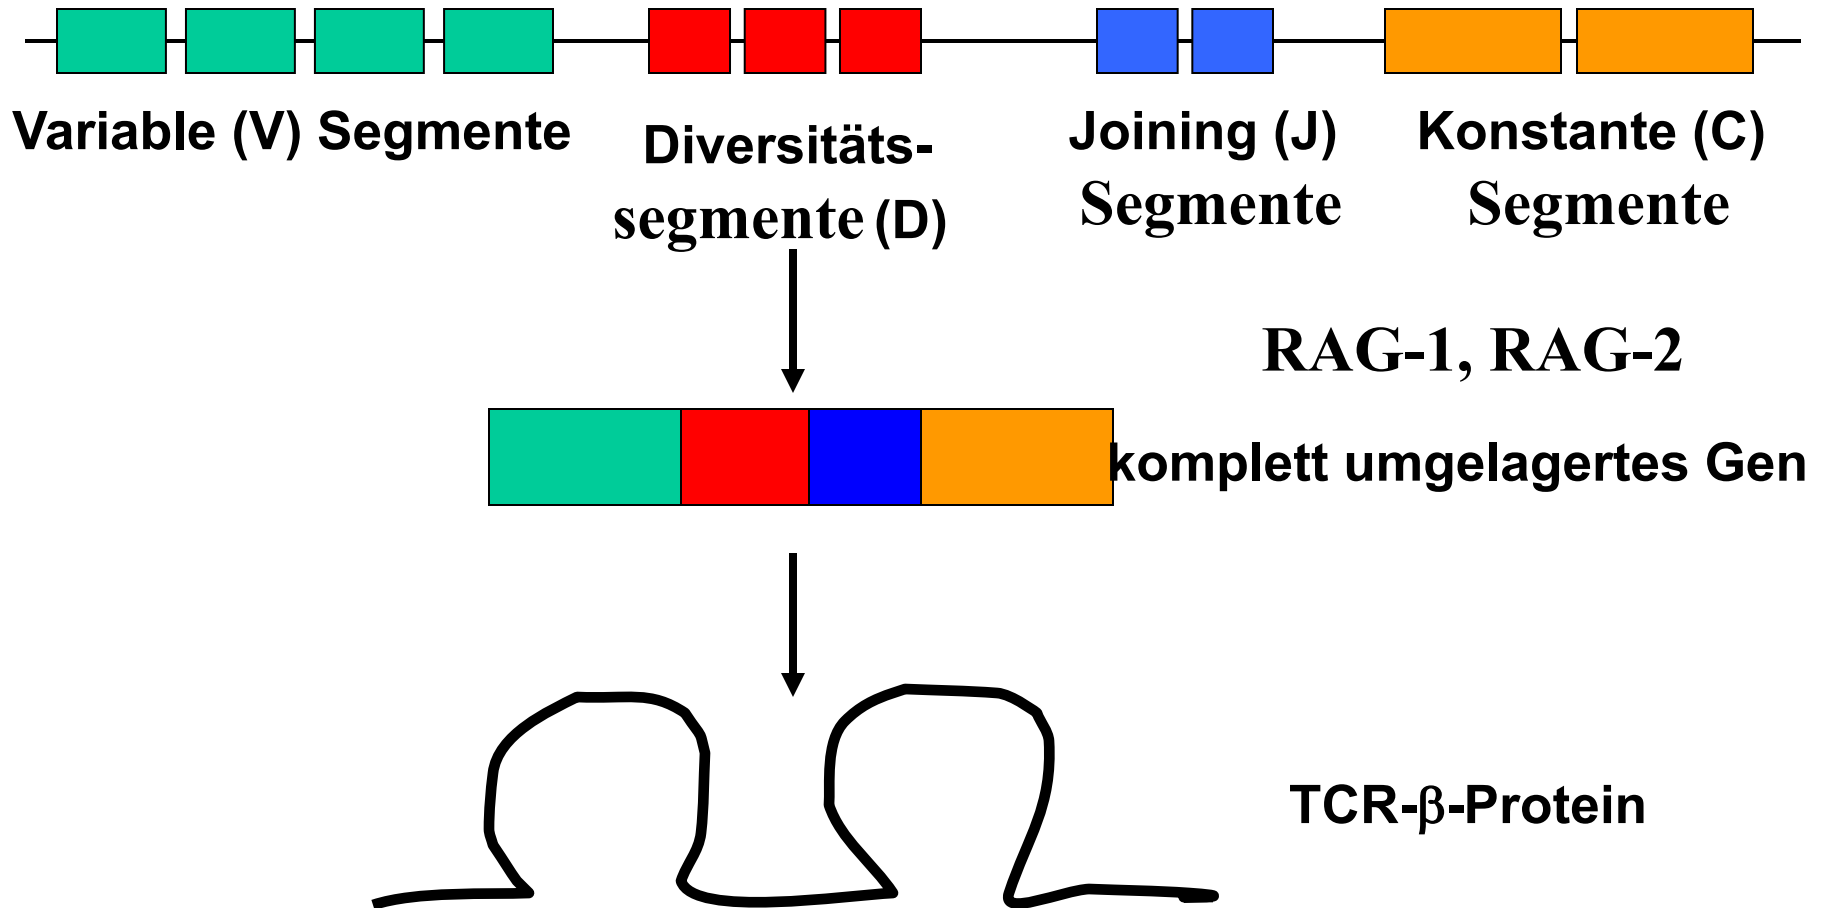 Variable (V) Segmente
Diversitäts-
segmente (D)
Joining (J)
Segmente
Konstante (C)
Segmente
RAG-1, RAG-2
komplett umgelagertes Gen
TCR-β-Protein